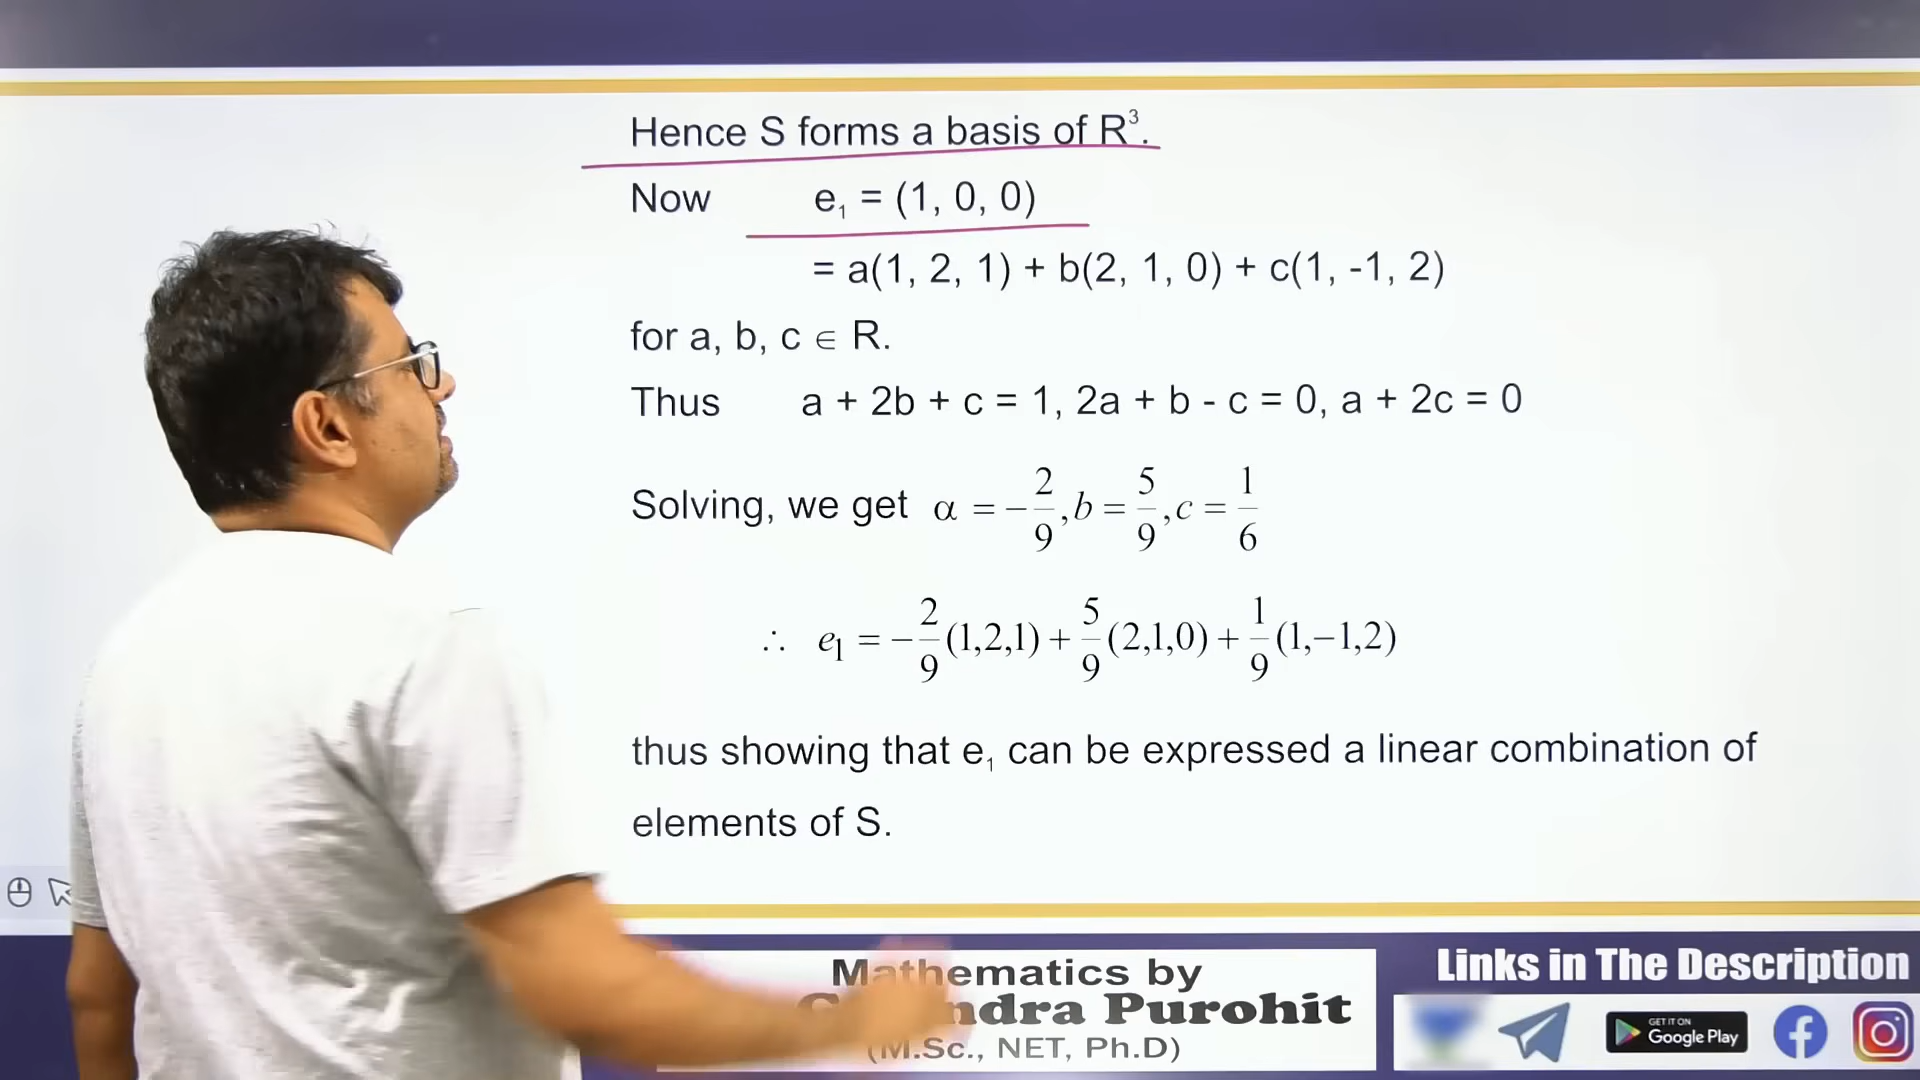 Hence S forms a basis of R³.
Now e₁ = (1, 0, 0)
= a(1, 2, 1) + b(2, 1, 0) + c(1, -1, 2)
for a, b, c ∈ R.
Thus a + 2b + c = 1, 2a + b - c = 0, a + 2c = 0
Solving, we get α = -2/9, b = 5/9, c = 1/6
∴ e₁ = -2/9(1,2,1) + 5/9(2,1,0) + 1/9(1,-1,2)
thus showing that e₁ can be expressed a linear combination of
elements of S.
Mathematics by
Purohit
(M.Sc., NET, Ph.D)
Links in The Description
GET IT ON
Google Play